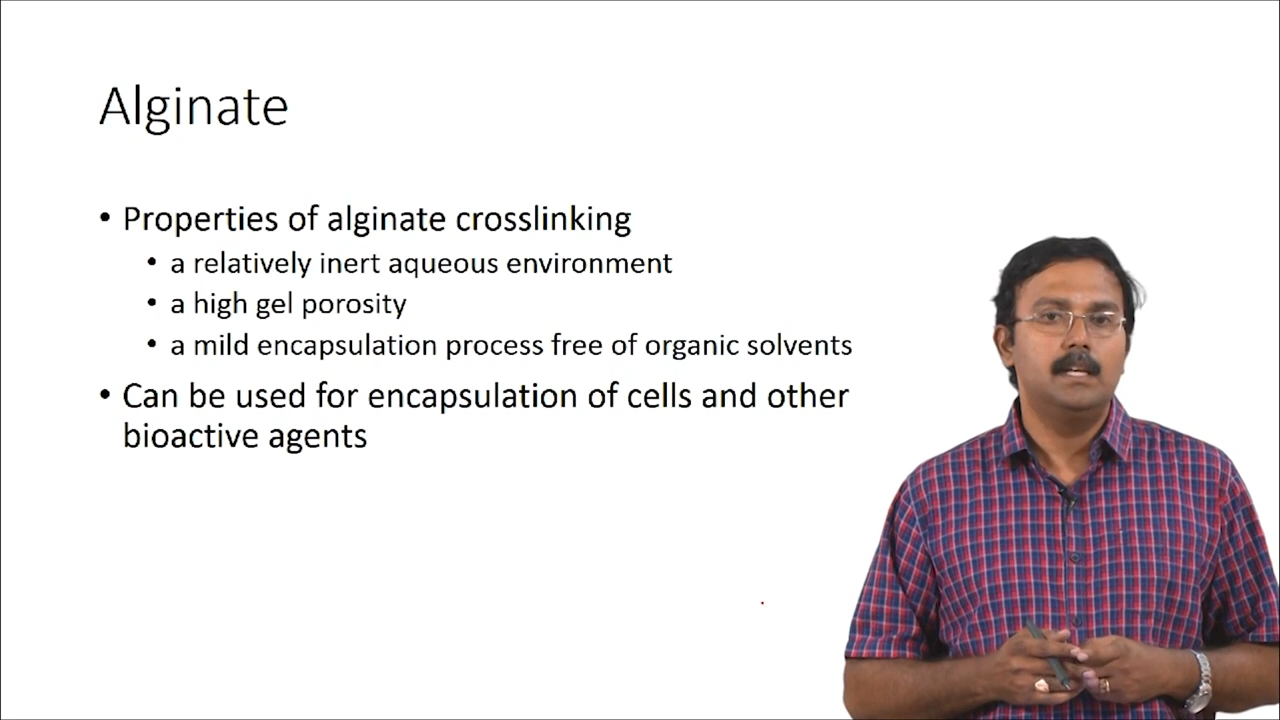 Alginate
• Properties of alginate crosslinking
• a relatively inert aqueous environment
• a high gel porosity
• a mild encapsulation process free of organic solvents
• Can be used for encapsulation of cells and other
bioactive agents